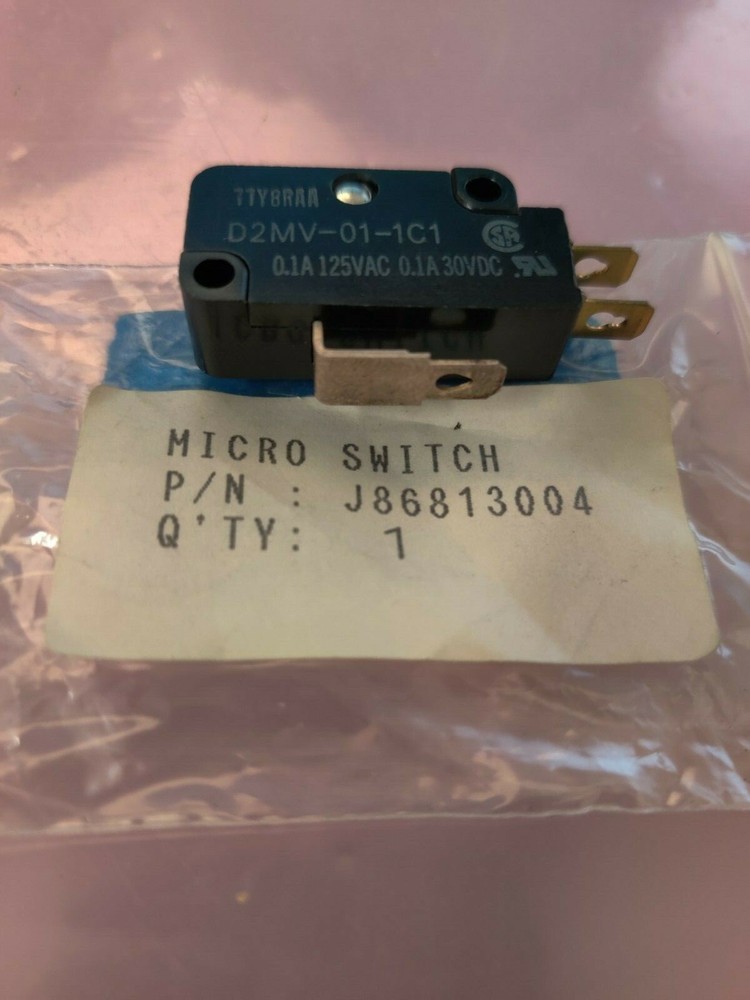 77Y8RAA
D2MV-01-1C1
0.1A 125VAC 0.1A 30VDC
MICRO SWITCH
P/N : J86813004
Q'TY: 1